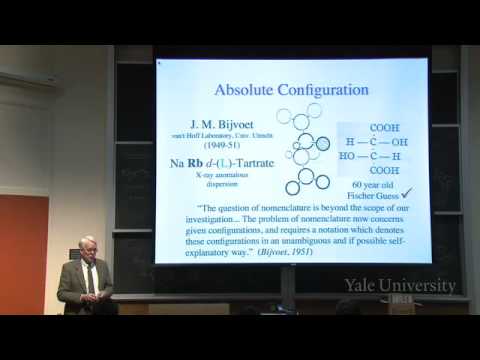 Absolute Configuration
J. M. Bijvoet
van't Hoff Laboratory, Univ. Utrecht
(1949-51)
Na Rb d-(L)-Tartrate
X-ray anomalous
dispersion
COOH
H — C — OH
HO — C — H
COOH
60 year old
Fischer Guess ✓
"The question of nomenclature is beyond the scope of our
investigation... The problem of nomenclature now concerns
given configurations, and requires a notation which denotes
these configurations in an unambiguous and if possible self-
explanatory way." (Bijvoet, 1951)
Yale University